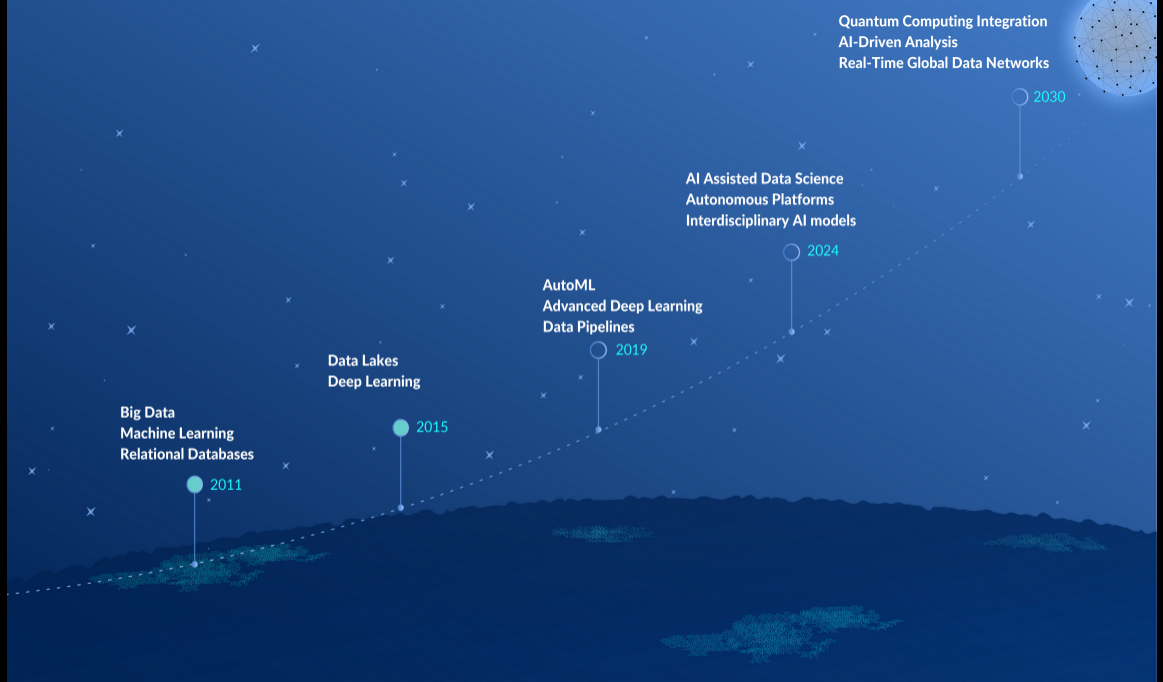 Quantum Computing Integration
AI-Driven Analysis
Real-Time Global Data Networks
2030
AI Assisted Data Science
Autonomous Platforms
Interdisciplinary AI models
2024
AutoML
Advanced Deep Learning
Data Pipelines
2019
Data Lakes
Deep Learning
2015
Big Data
Machine Learning
Relational Databases
2011